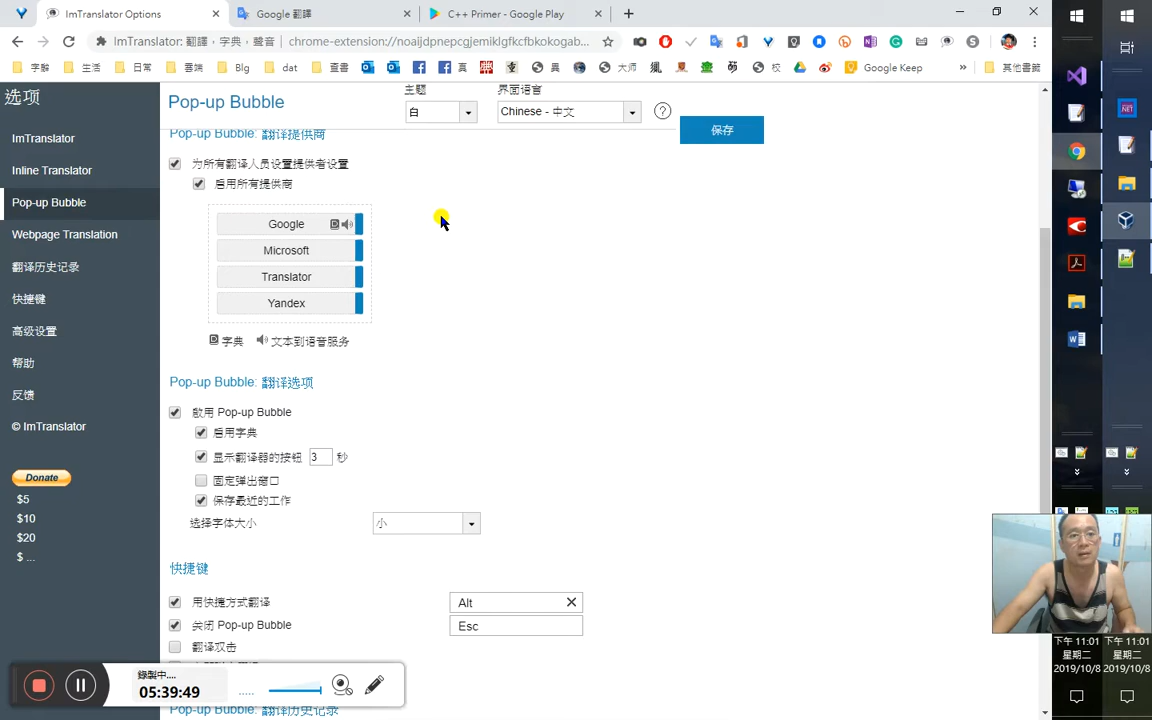 ImTranslator Options
Google 翻譯
C++ Primer - Google Play
ImTranslator: 翻譯，字典，聲音
chrome-extension://noaijdpnepcgjemiklgfkcfbkokogab...
字辭
生活
日常
雲端
Blg
dat
查書
真
異
大师
校
Google Keep
»
其他書籤
选项
ImTranslator
Inline Translator
Pop-up Bubble
Webpage Translation
翻译历史记录
快捷键
高级设置
帮助
反馈
© ImTranslator
Donate
$5
$10
$20
$ ...
Pop-up Bubble
主题
白
界面语言
Chinese - 中文
?
保存
Pop-up Bubble: 翻译提供商
为所有翻译人员设置提供者设置
启用所有提供商
Google
Microsoft
Translator
Yandex
D 字典
文本到语音服务
Pop-up Bubble: 翻译选项
啟用 Pop-up Bubble
启用字典
显示翻译器的按钮 3 秒
固定弹出窗口
保存最近的工作
选择字体大小
小
快捷键
用快捷方式翻译
Alt
关闭 Pop-up Bubble
Esc
翻译双击
Pop-up Bubble: 翻译历史记录
錄製中....
05:39:49
下午 11:01
星期二
2019/10/8
下午 11:01
星期二
2019/10/8